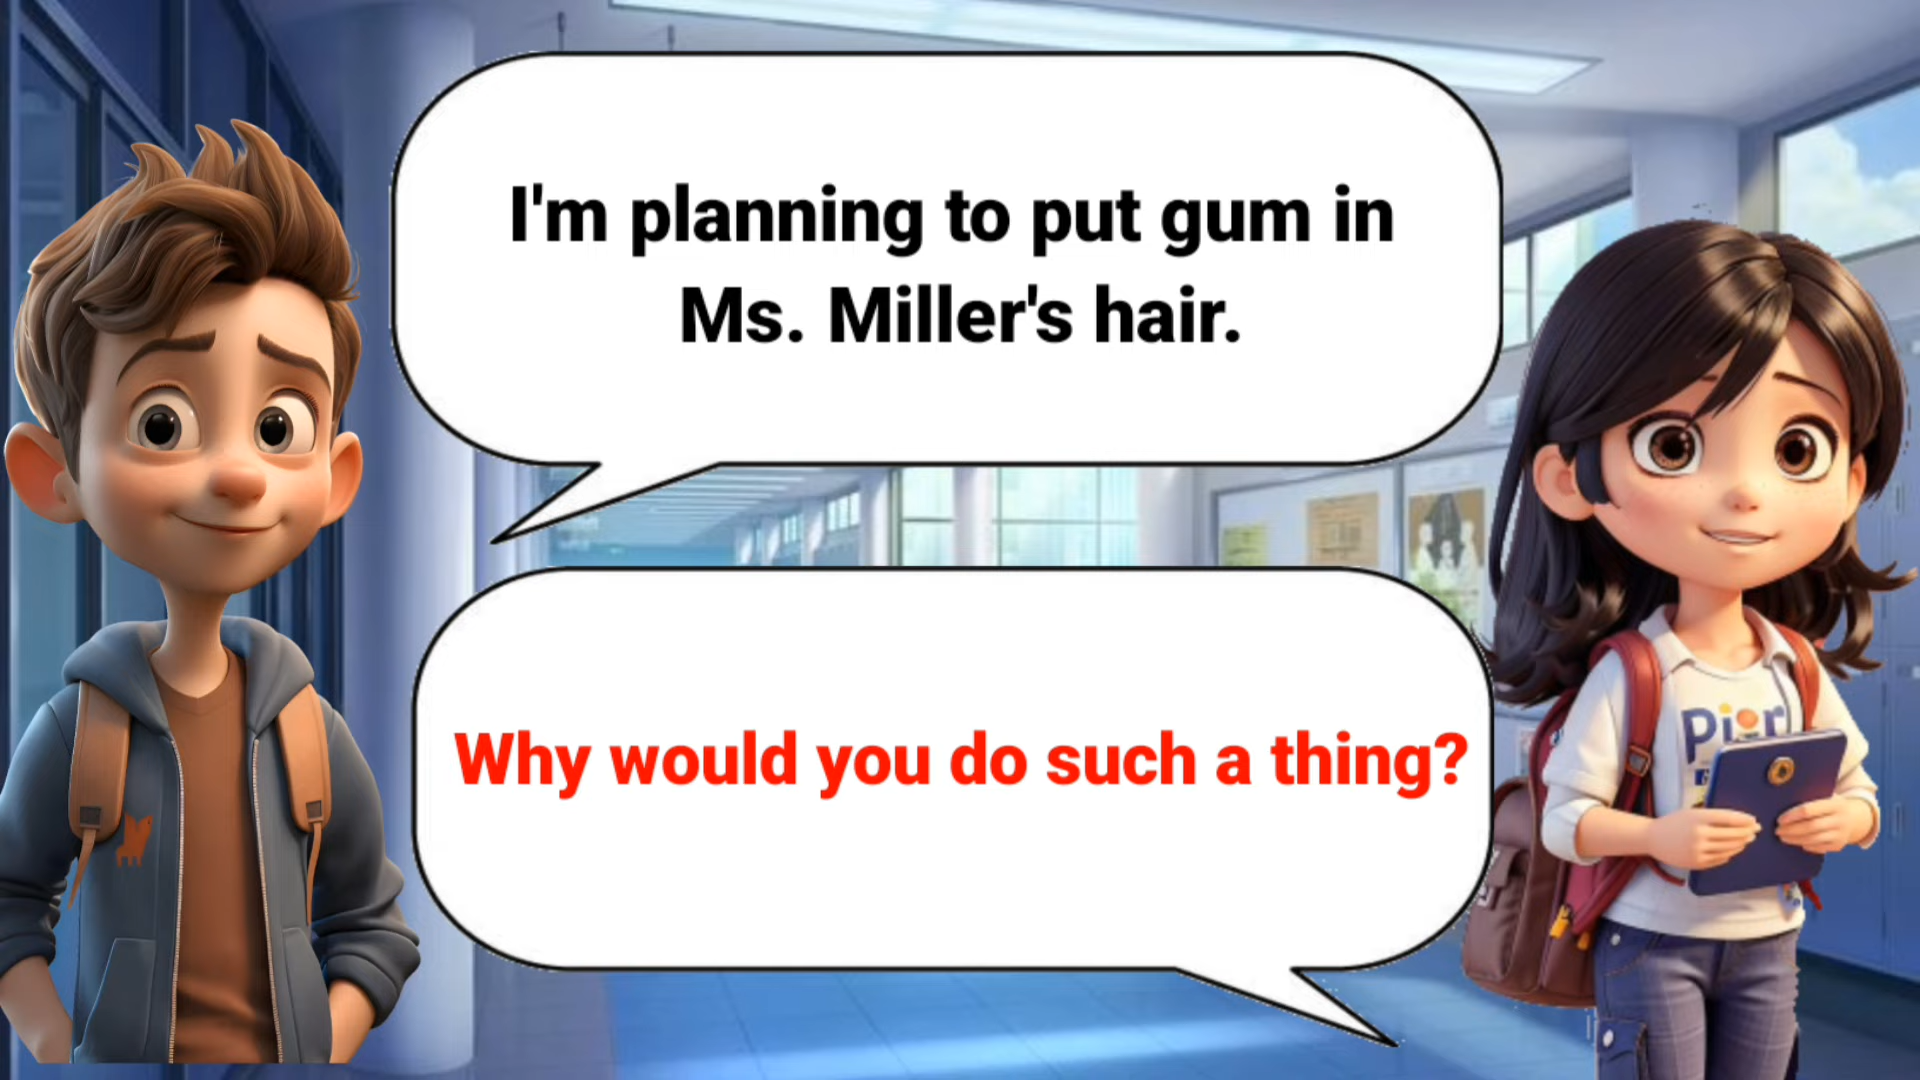 I'm planning to put gum in
Ms. Miller's hair.
Why would you do such a thing?